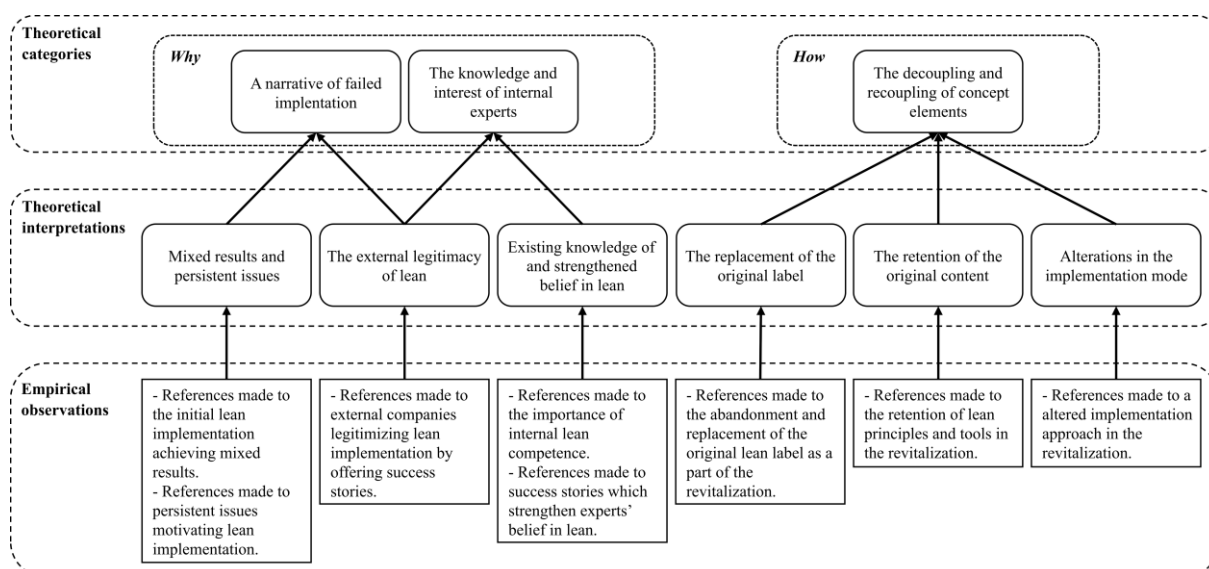 Theoretical
categories
Why
A narrative of failed
implentation
The knowledge and
interest of internal
experts
How
The decoupling and
recoupling of concept
elements
Theoretical
interpretations
Mixed results and
persistent issues
The external legitimacy
of lean
Existing knowledge of
and strengthened
belief in lean
The replacement of the
original label
The retention of the
original content
Alterations in the
implementation mode
Empirical
observations
- References made to
the initial lean
implementation
achieving mixed
results.
- References made to
persistent issues
motivating lean
implementation.
- References made to
external companies
legitimizing lean
implementation by
offering success
stories.
- References made to
the importance of
internal lean
competence.
- References made to
success stories which
strengthen experts’
belief in lean.
- References made to
the abandonment and
replacement of the
original lean label as a
part of the
revitalization.
- References made to
the retention of lean
principles and tools in
the revitalization.
- References made to a
altered implementation
approach in the
revitalization.